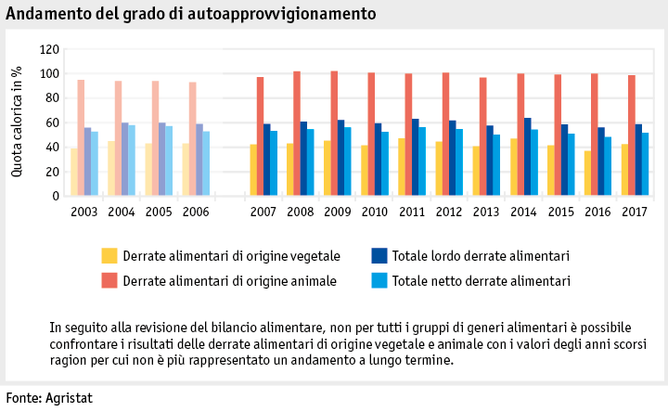 Andamento del grado di autoapprovvigionamento
Quota calorica in %
120
100
80
60
40
20
0
2003 2004 2005 2006 2007 2008 2009 2010 2011 2012 2013 2014 2015 2016 2017
Derrate alimentari di origine vegetale
Totale lordo derrate alimentari
Derrate alimentari di origine animale
Totale netto derrate alimentari
In seguito alla revisione del bilancio alimentare, non per tutti i gruppi di generi alimentari è possibile
confrontare i risultati delle derrate alimentari di origine vegetale e animale con i valori degli anni scorsi
ragion per cui non è più rappresentato un andamento a lungo termine.
Fonte: Agristat